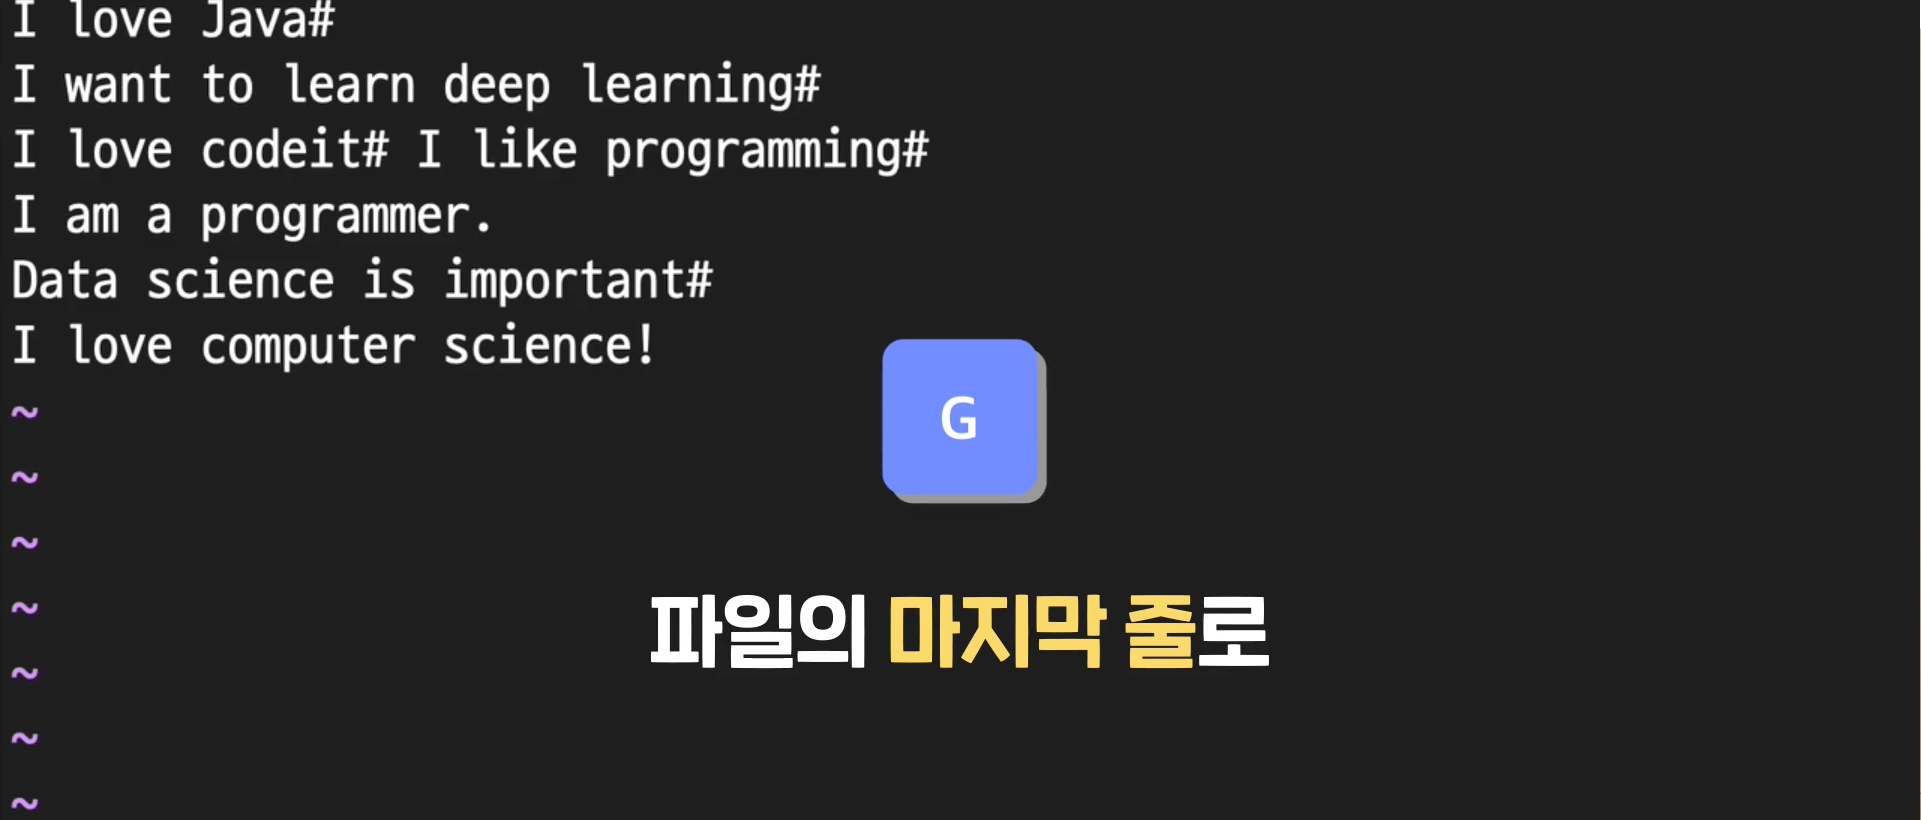 I love Java#
I want to learn deep learning#
I love codeit# I like programming#
I am a programmer.
Data science is important#
I love computer science!
~
~
~
~
~
~
~
G
파일의 마지막 줄로